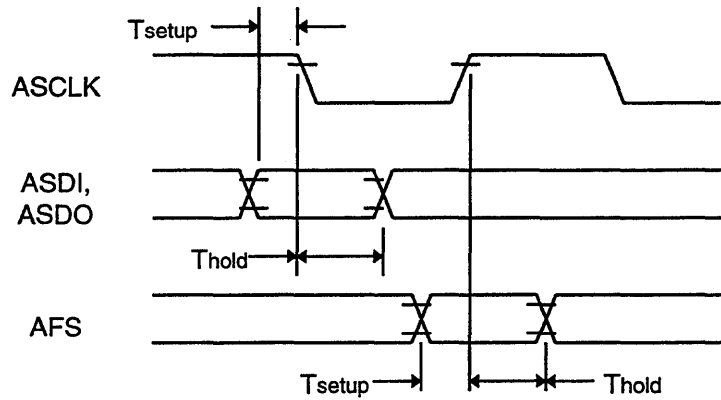 Tsetup
ASCLK
ASDI,
ASDO
Thold
AFS
Tsetup
Thold